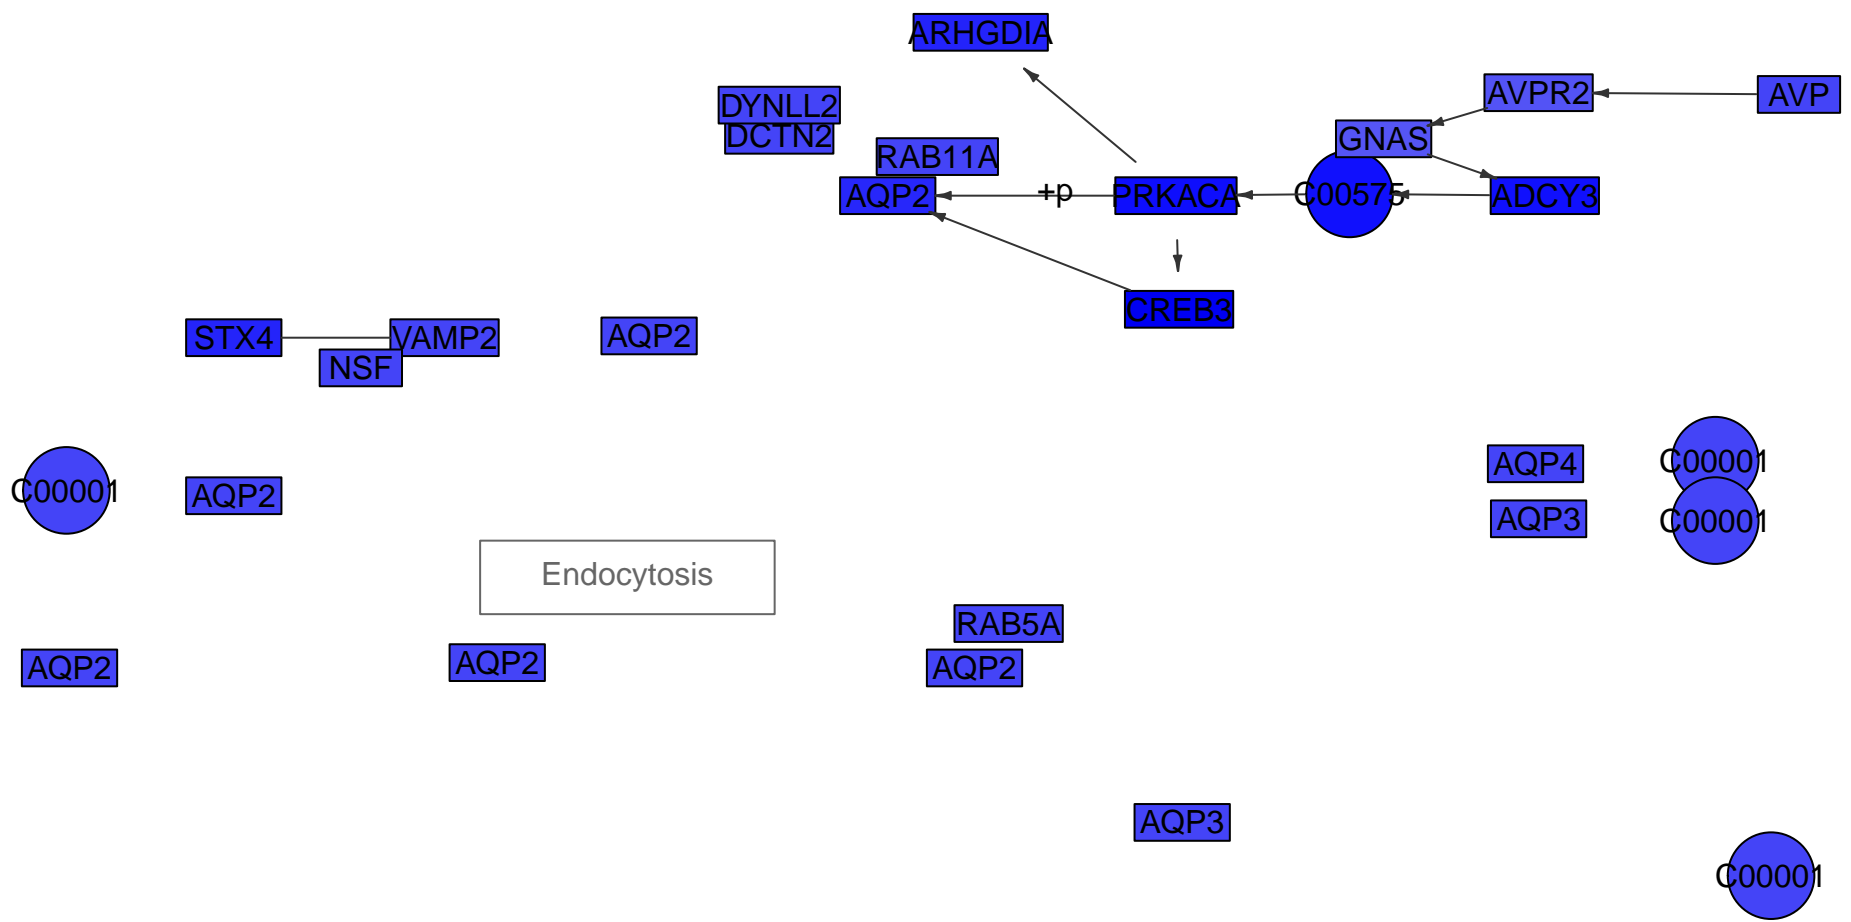 ARHGDIA
AVPR2
AVP
DYNLL2
DCTN2
GNAS
RAB11A
AQP2
+p
PRKACA
C00575
ADCY3
CREB3
STX4
VAMP2
AQP2
NSF
C00001
AQP2
AQP4
C00001
AQP3
C00001
Endocytosis
RAB5A
AQP2
AQP2
AQP2
AQP3
C00001